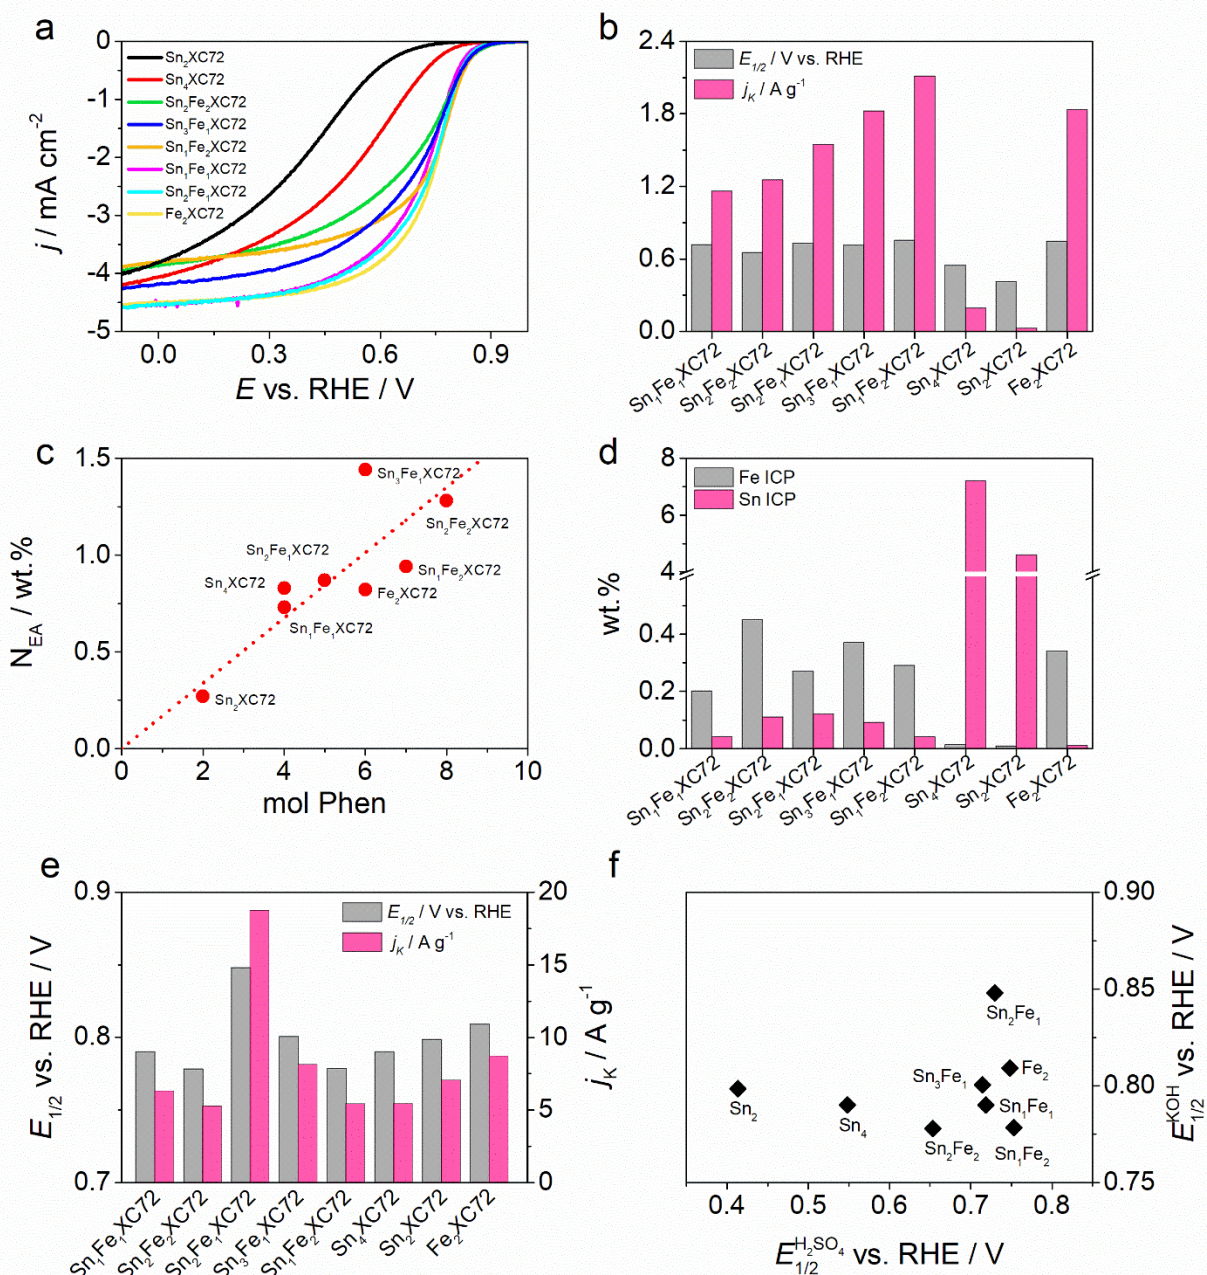 a
0
-1
-2
-3
-4
-5
j / mA cm⁻²
Sn₂XC72
Sn₄XC72
Sn₂Fe₂XC72
Sn₃Fe₁XC72
Sn₁Fe₂XC72
Sn₁Fe₁XC72
Sn₂Fe₁XC72
Fe₂XC72
0.0 0.3 0.6 0.9
E vs. RHE / V
b
2.4
1.8
1.2
0.6
0.0
E₁/₂ / V vs. RHE
jK / A g⁻¹
Sn₁Fe₁XC72
Sn₂Fe₂XC72
Sn₂Fe₁XC72
Sn₃Fe₁XC72
Sn₁Fe₂XC72
Sn₄XC72
Sn₂XC72
Fe₂XC72
c
1.5
1.0
0.5
0.0
N_EA / wt.%
Sn₃Fe₁XC72
Sn₂Fe₂XC72
Sn₂Fe₁XC72
Sn₁Fe₂XC72
Sn₄XC72
Fe₂XC72
Sn₁Fe₁XC72
Sn₂XC72
0 2 4 6 8 10
mol Phen
d
8
6
4
0.4
0.2
0.0
wt.%
Fe ICP
Sn ICP
Sn₁Fe₁XC72
Sn₂Fe₂XC72
Sn₂Fe₁XC72
Sn₃Fe₁XC72
Sn₁Fe₂XC72
Sn₄XC72
Sn₂XC72
Fe₂XC72
e
0.9
0.8
0.7
E₁/₂ vs. RHE / V
E₁/₂ / V vs. RHE
jK / A g⁻¹
20
15
10
5
0
jK / A g⁻¹
Sn₁Fe₁XC72
Sn₂Fe₂XC72
Sn₂Fe₁XC72
Sn₃Fe₁XC72
Sn₁Fe₂XC72
Sn₄XC72
Sn₂XC72
Fe₂XC72
f
0.90
0.85
0.80
0.75
E₁/₂^KOH vs. RHE / V
Sn₂Fe₁
Fe₂
Sn₃Fe₁
Sn₁Fe₁
Sn₂
Sn₄
Sn₂Fe₂
Sn₁Fe₂
0.4 0.5 0.6 0.7 0.8
E₁/₂^H₂SO₄ vs. RHE / V